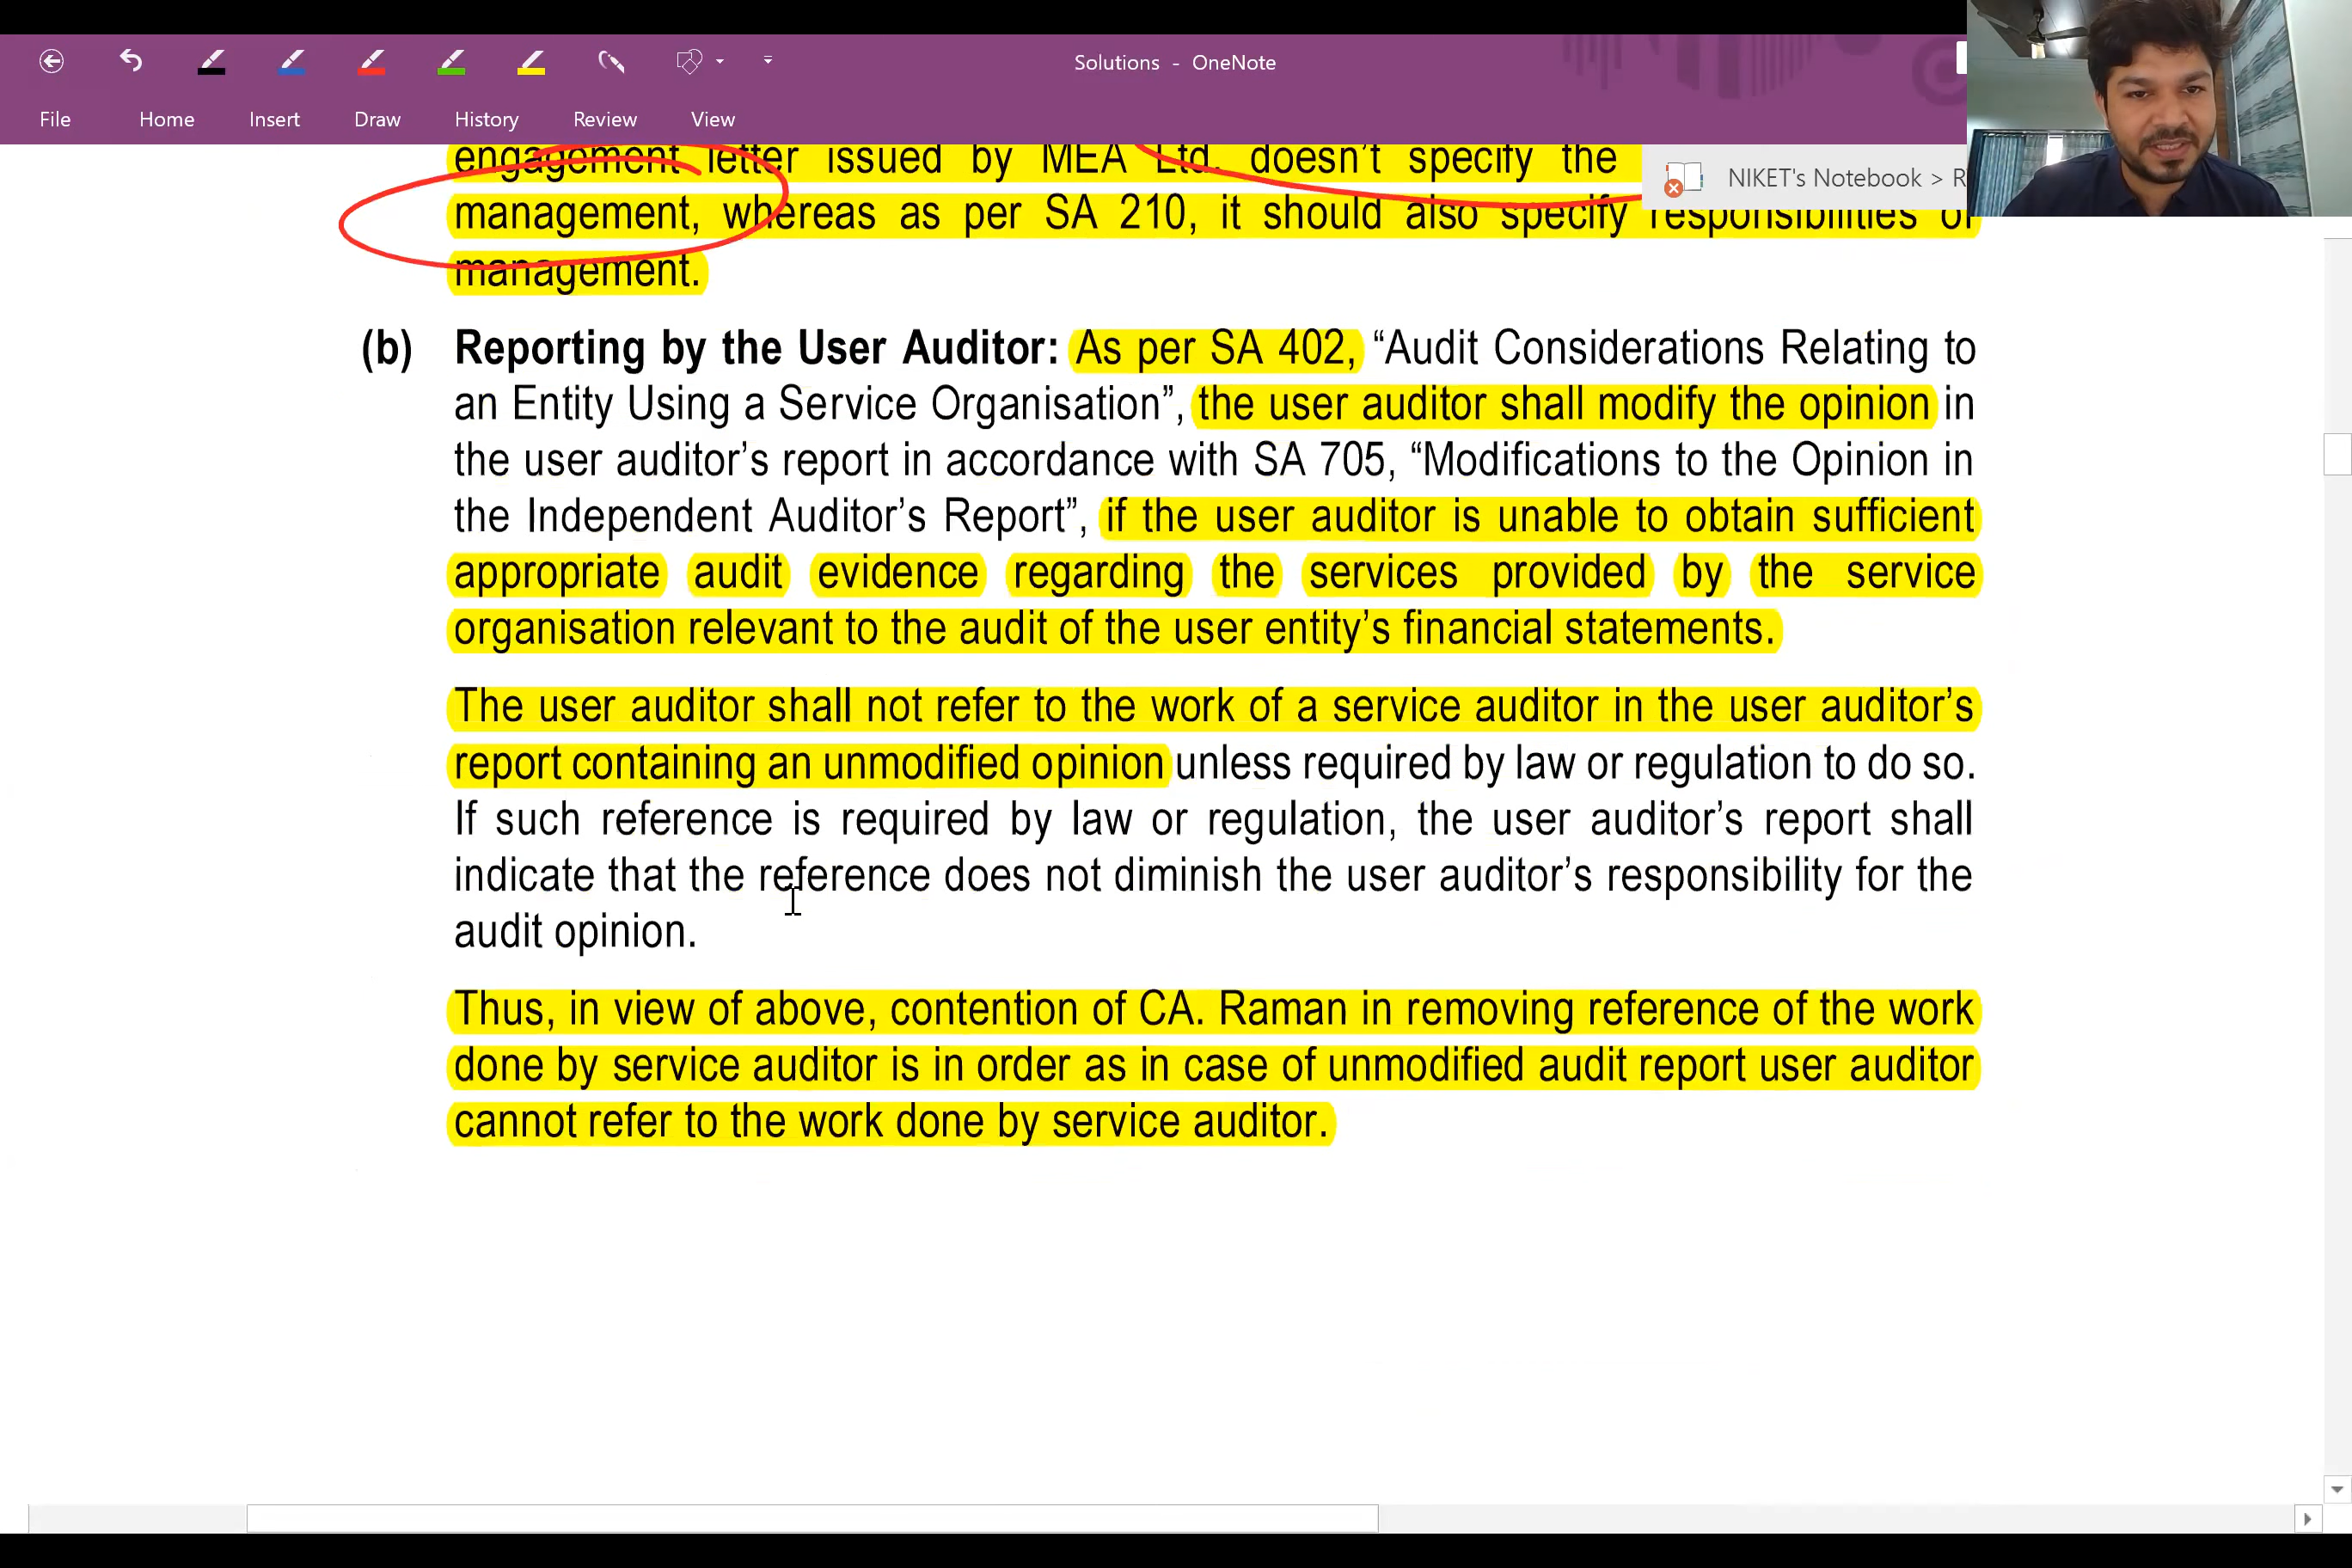 Solutions - OneNote
File Home Insert Draw History Review View
NIKET's Notebook > R
engagement letter issued by MEA Ltd. doesn't specify the
management, whereas as per SA 210, it should also specify responsibilities of
management.
(b) Reporting by the User Auditor: As per SA 402, “Audit Considerations Relating to
an Entity Using a Service Organisation”, the user auditor shall modify the opinion in
the user auditor's report in accordance with SA 705, “Modifications to the Opinion in
the Independent Auditor's Report”, if the user auditor is unable to obtain sufficient
appropriate audit evidence regarding the services provided by the service
organisation relevant to the audit of the user entity's financial statements.
The user auditor shall not refer to the work of a service auditor in the user auditor's
report containing an unmodified opinion unless required by law or regulation to do so.
If such reference is required by law or regulation, the user auditor's report shall
indicate that the reference does not diminish the user auditor's responsibility for the
audit opinion.
Thus, in view of above, contention of CA. Raman in removing reference of the work
done by service auditor is in order as in case of unmodified audit report user auditor
cannot refer to the work done by service auditor.